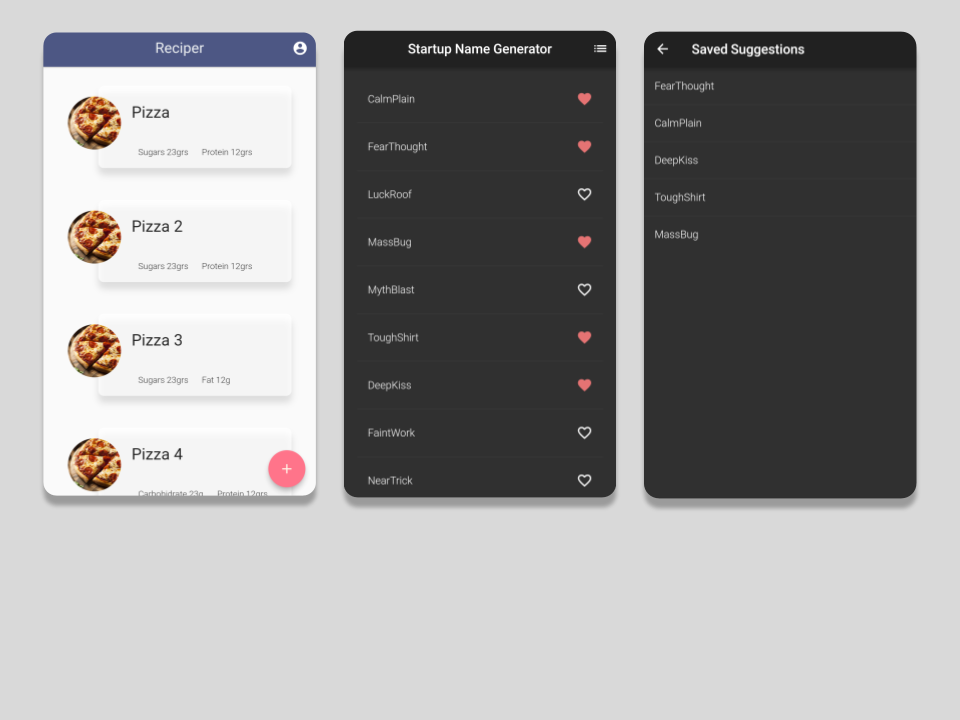 Reciper
Pizza
Sugars 23grs Protein 12grs
Pizza 2
Sugars 23grs Protein 12grs
Pizza 3
Sugars 23grs Fat 12g
Pizza 4
Carbohidrate 23g Protein 12grs
Startup Name Generator
CalmPlain
FearThought
LuckRoof
MassBug
MythBlast
ToughShirt
DeepKiss
FaintWork
NearTrick
Saved Suggestions
FearThought
CalmPlain
DeepKiss
ToughShirt
MassBug